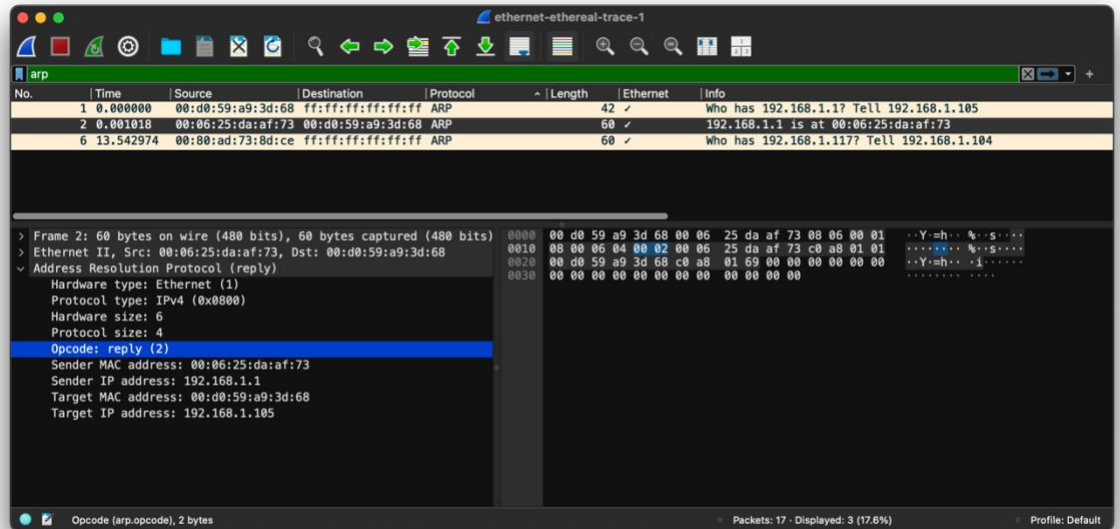 ethernet-ethereal-trace-1
arp
No. Time Source Destination Protocol Length Ethernet Info
1 0.000000 00:d0:59:a9:3d:68 ff:ff:ff:ff:ff:ff ARP 42 ✓ Who has 192.168.1.1? Tell 192.168.1.105
2 0.001018 00:06:25:da:af:73 00:d0:59:a9:3d:68 ARP 60 ✓ 192.168.1.1 is at 00:06:25:da:af:73
6 13.542974 00:80:ad:73:8d:ce ff:ff:ff:ff:ff:ff ARP 60 ✓ Who has 192.168.1.117? Tell 192.168.1.104
> Frame 2: 60 bytes on wire (480 bits), 60 bytes captured (480 bits)
> Ethernet II, Src: 00:06:25:da:af:73, Dst: 00:d0:59:a9:3d:68
Address Resolution Protocol (reply)
Hardware type: Ethernet (1)
Protocol type: IPv4 (0x0800)
Hardware size: 6
Protocol size: 4
Opcode: reply (2)
Sender MAC address: 00:06:25:da:af:73
Sender IP address: 192.168.1.1
Target MAC address: 00:d0:59:a9:3d:68
Target IP address: 192.168.1.105
0000 00 d0 59 a9 3d 68 00 06 25 da af 73 08 06 00 01 ··Y·=h·· %··s····
0010 08 00 06 04 00 02 00 06 25 da af 73 c0 a8 01 01 ········ %··s····
0020 00 d0 59 a9 3d 68 c0 a8 01 69 00 00 00 00 00 00 ··Y·=h·· ·i······
0030 00 00 00 00 00 00 00 00 00 00 00 00 ········ ····
Opcode (arp.opcode), 2 bytes
Packets: 17 · Displayed: 3 (17.6%)
Profile: Default